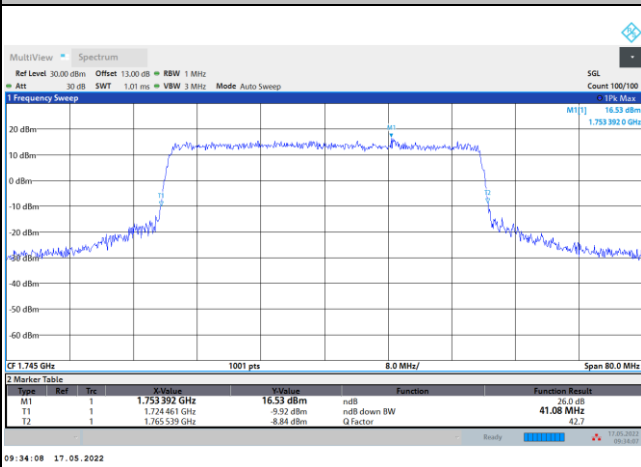 MultiView Spectrum
Ref Level 30.00 dBm Offset 13.00 dB RBW 1 MHz SGL
Att 30 dB SWT 1.01 ms VBW 3 MHz Mode Auto Sweep Count 100/100
1 Frequency Sweep 1Pk Max
M1[1] 16.53 dBm
1.753 392 0 GHz
M1
20 dBm
10 dBm
0 dBm
T1 T2
-10 dBm
-20 dBm
-30 dBm
-40 dBm
-50 dBm
-60 dBm
CF 1.745 GHz 1001 pts 8.0 MHz/ Span 80.0 MHz
2 Marker Table
Type Ref Trc X-Value Y-Value Function Function Result
M1 1 1.753 392 GHz 16.53 dBm ndB 26.0 dB
T1 1 1.724 461 GHz -9.92 dBm ndB down BW 41.08 MHz
T2 1 1.765 539 GHz -8.84 dBm Q Factor 42.7
Ready 17.05.2022
09:34:07
09:34:08 17.05.2022